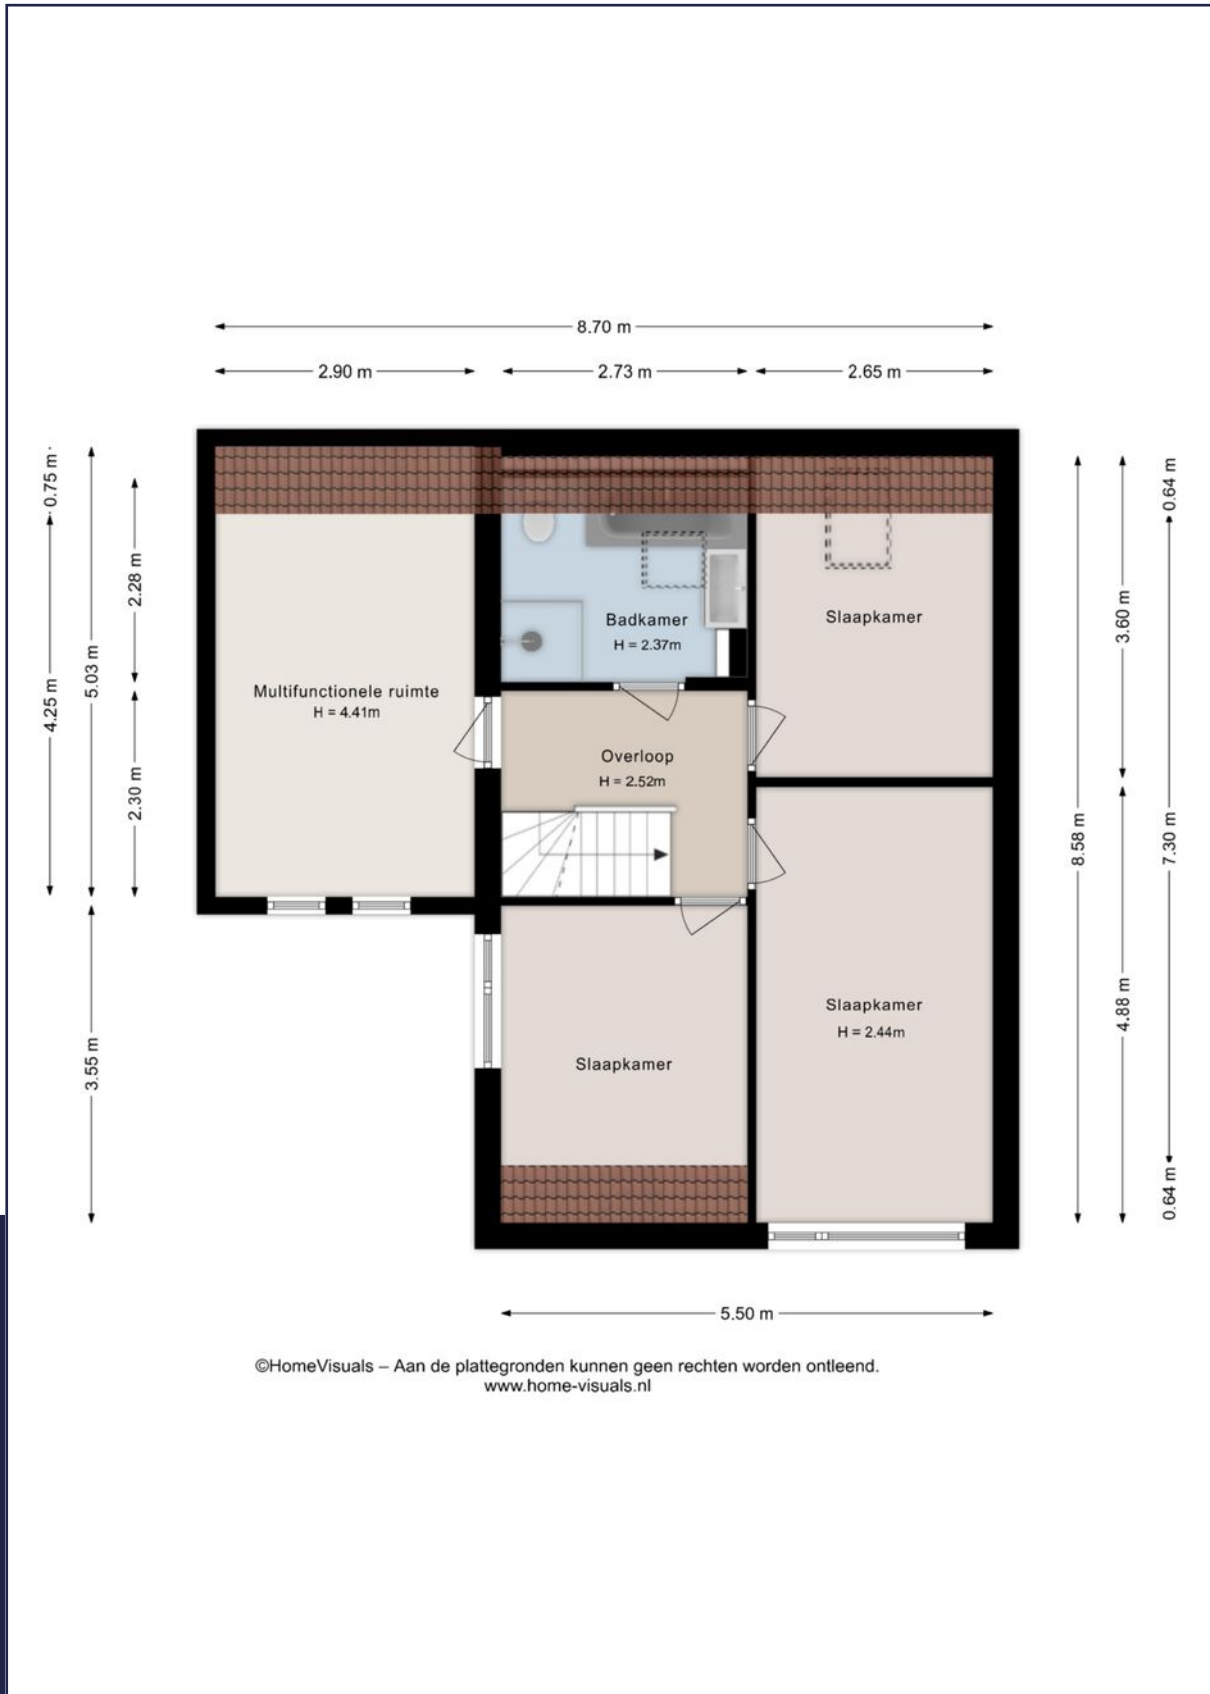 8.70 m
2.90 m
2.73 m
2.65 m
0.75 m
4.25 m
5.03 m
3.55 m
2.28 m
2.30 m
Badkamer
H = 2.37m
Slaapkamer
Multifunctionele ruimte
H = 4.41m
Overloop
H = 2.52m
Slaapkamer
H = 2.44m
Slaapkamer
8.58 m
3.60 m
4.88 m
0.64 m
7.30 m
0.64 m
5.50 m
©HomeVisuals – Aan de plattegronden kunnen geen rechten worden ontleend.
www.home-visuals.nl